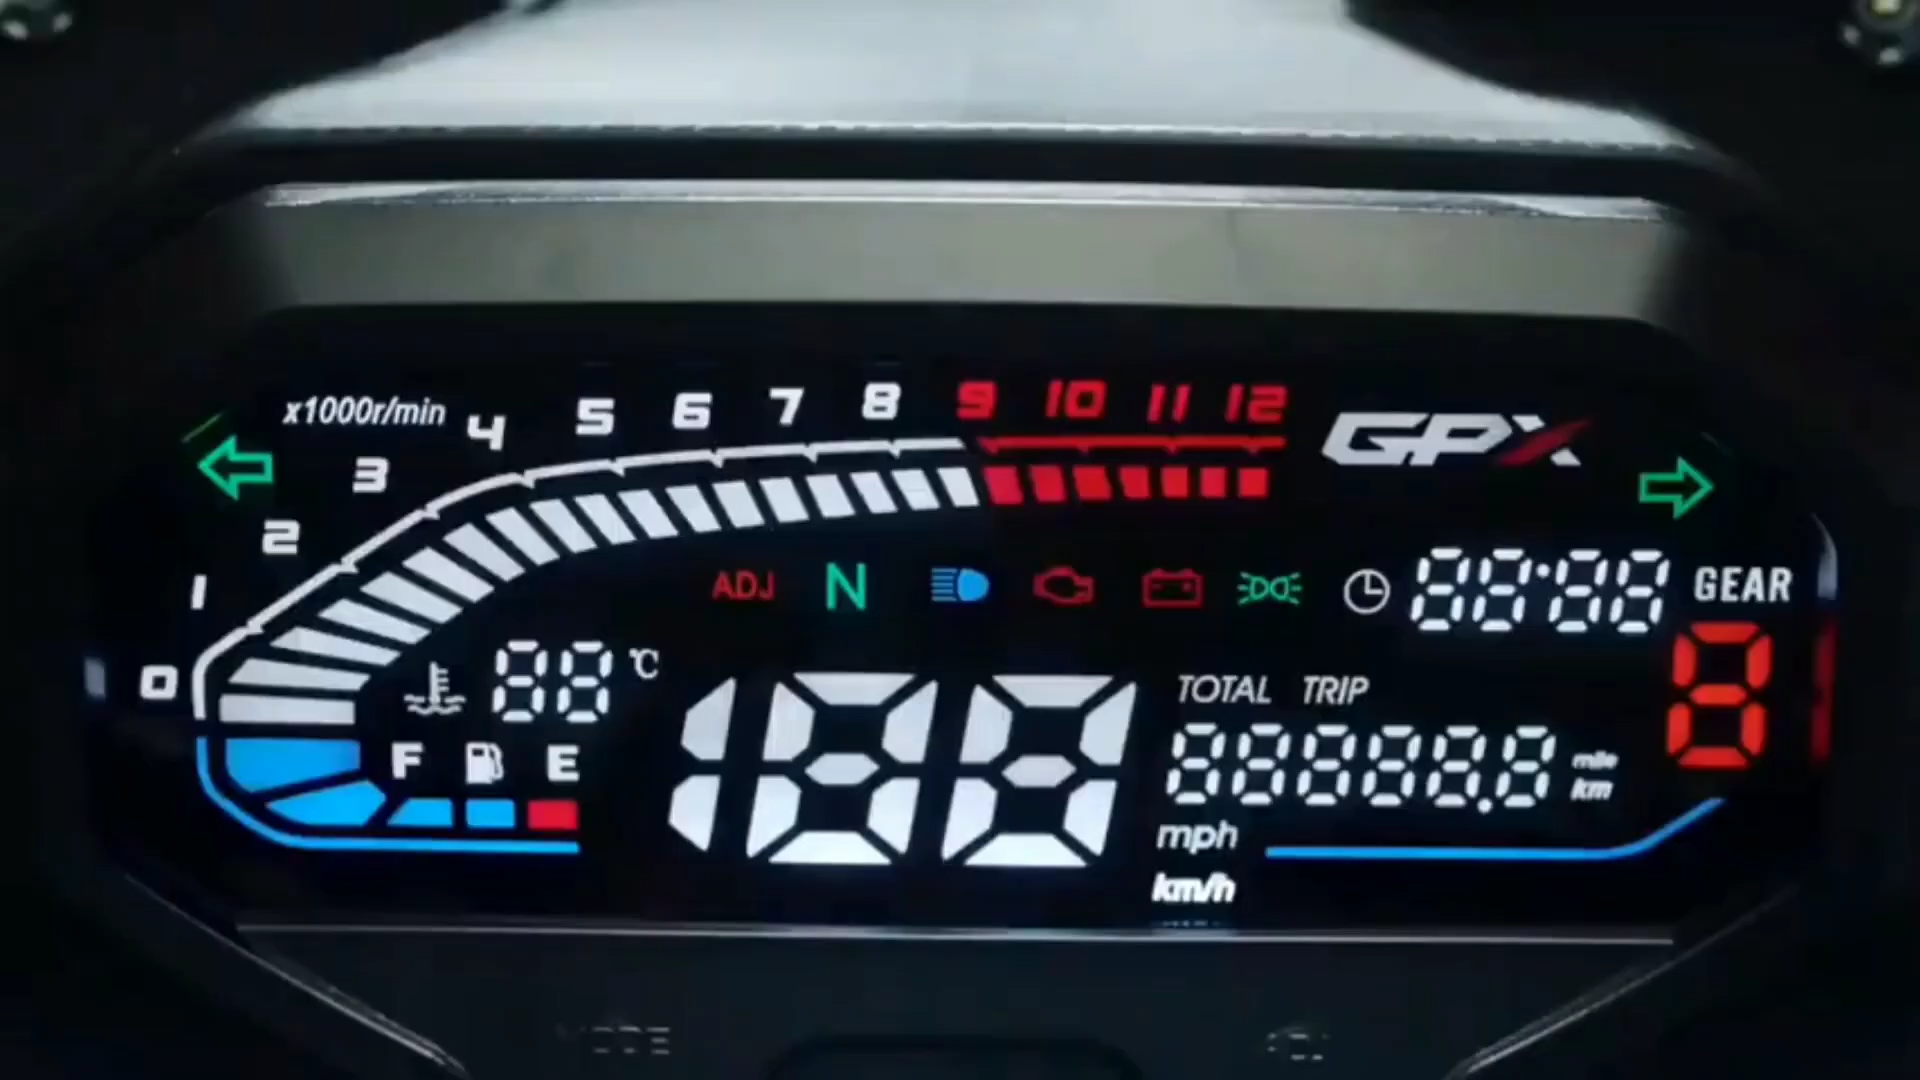 x1000r/min
0 1 2 3 4 5 6 7 8 9 10 11 12
GPX
ADJ N 88:88 GEAR
8
88 °C
F E
188
TOTAL TRIP
888888.8
mile
km
mph
km/h
MODE